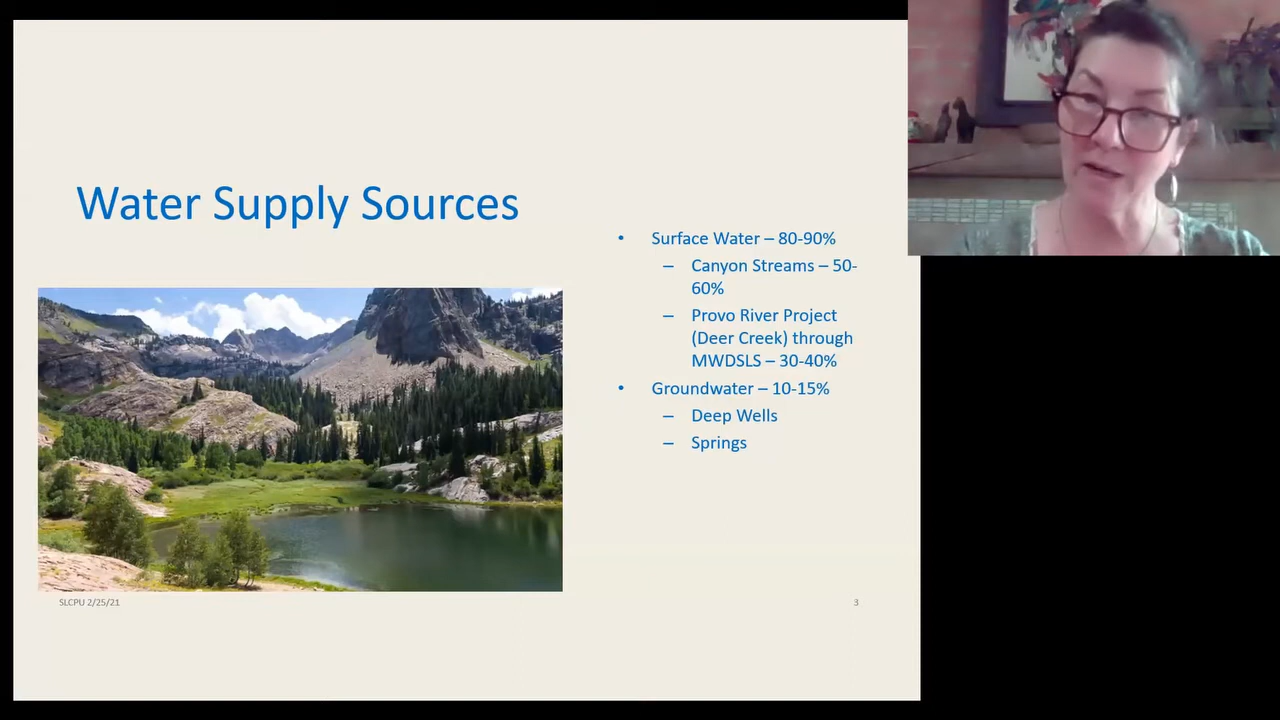 Water Supply Sources
• Surface Water – 80-90%
– Canyon Streams – 50-
60%
– Provo River Project
(Deer Creek) through
MWDSLS – 30-40%
• Groundwater – 10-15%
– Deep Wells
– Springs
SLCPU 2/25/21
3